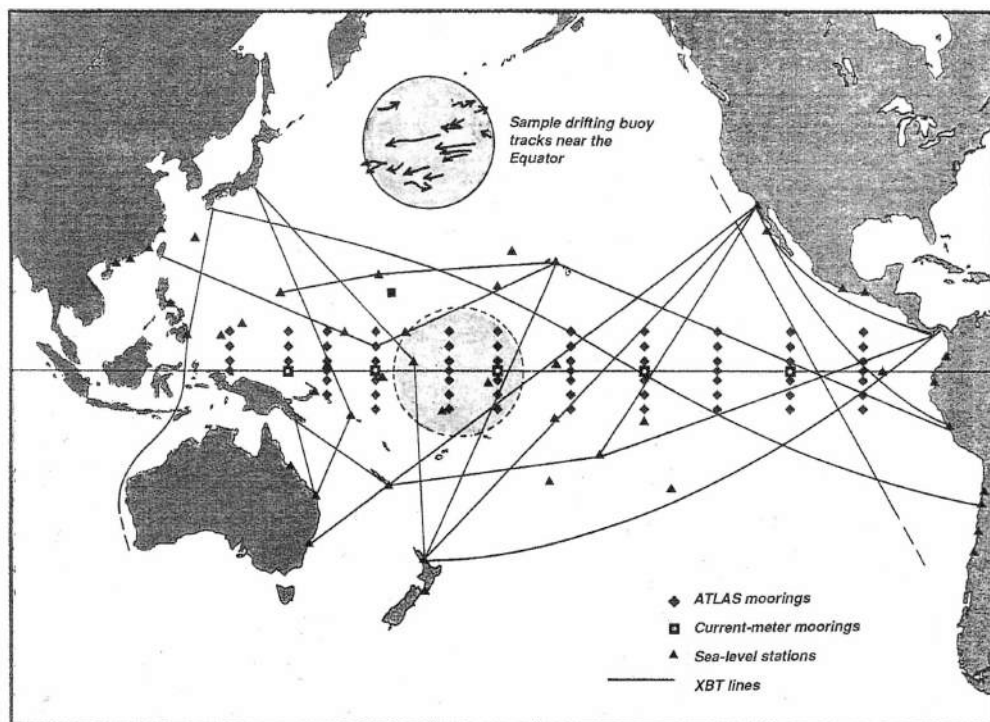 Sample drifting buoy
tracks near the
Equator
ATLAS moorings
Current-meter moorings
Sea-level stations
XBT lines